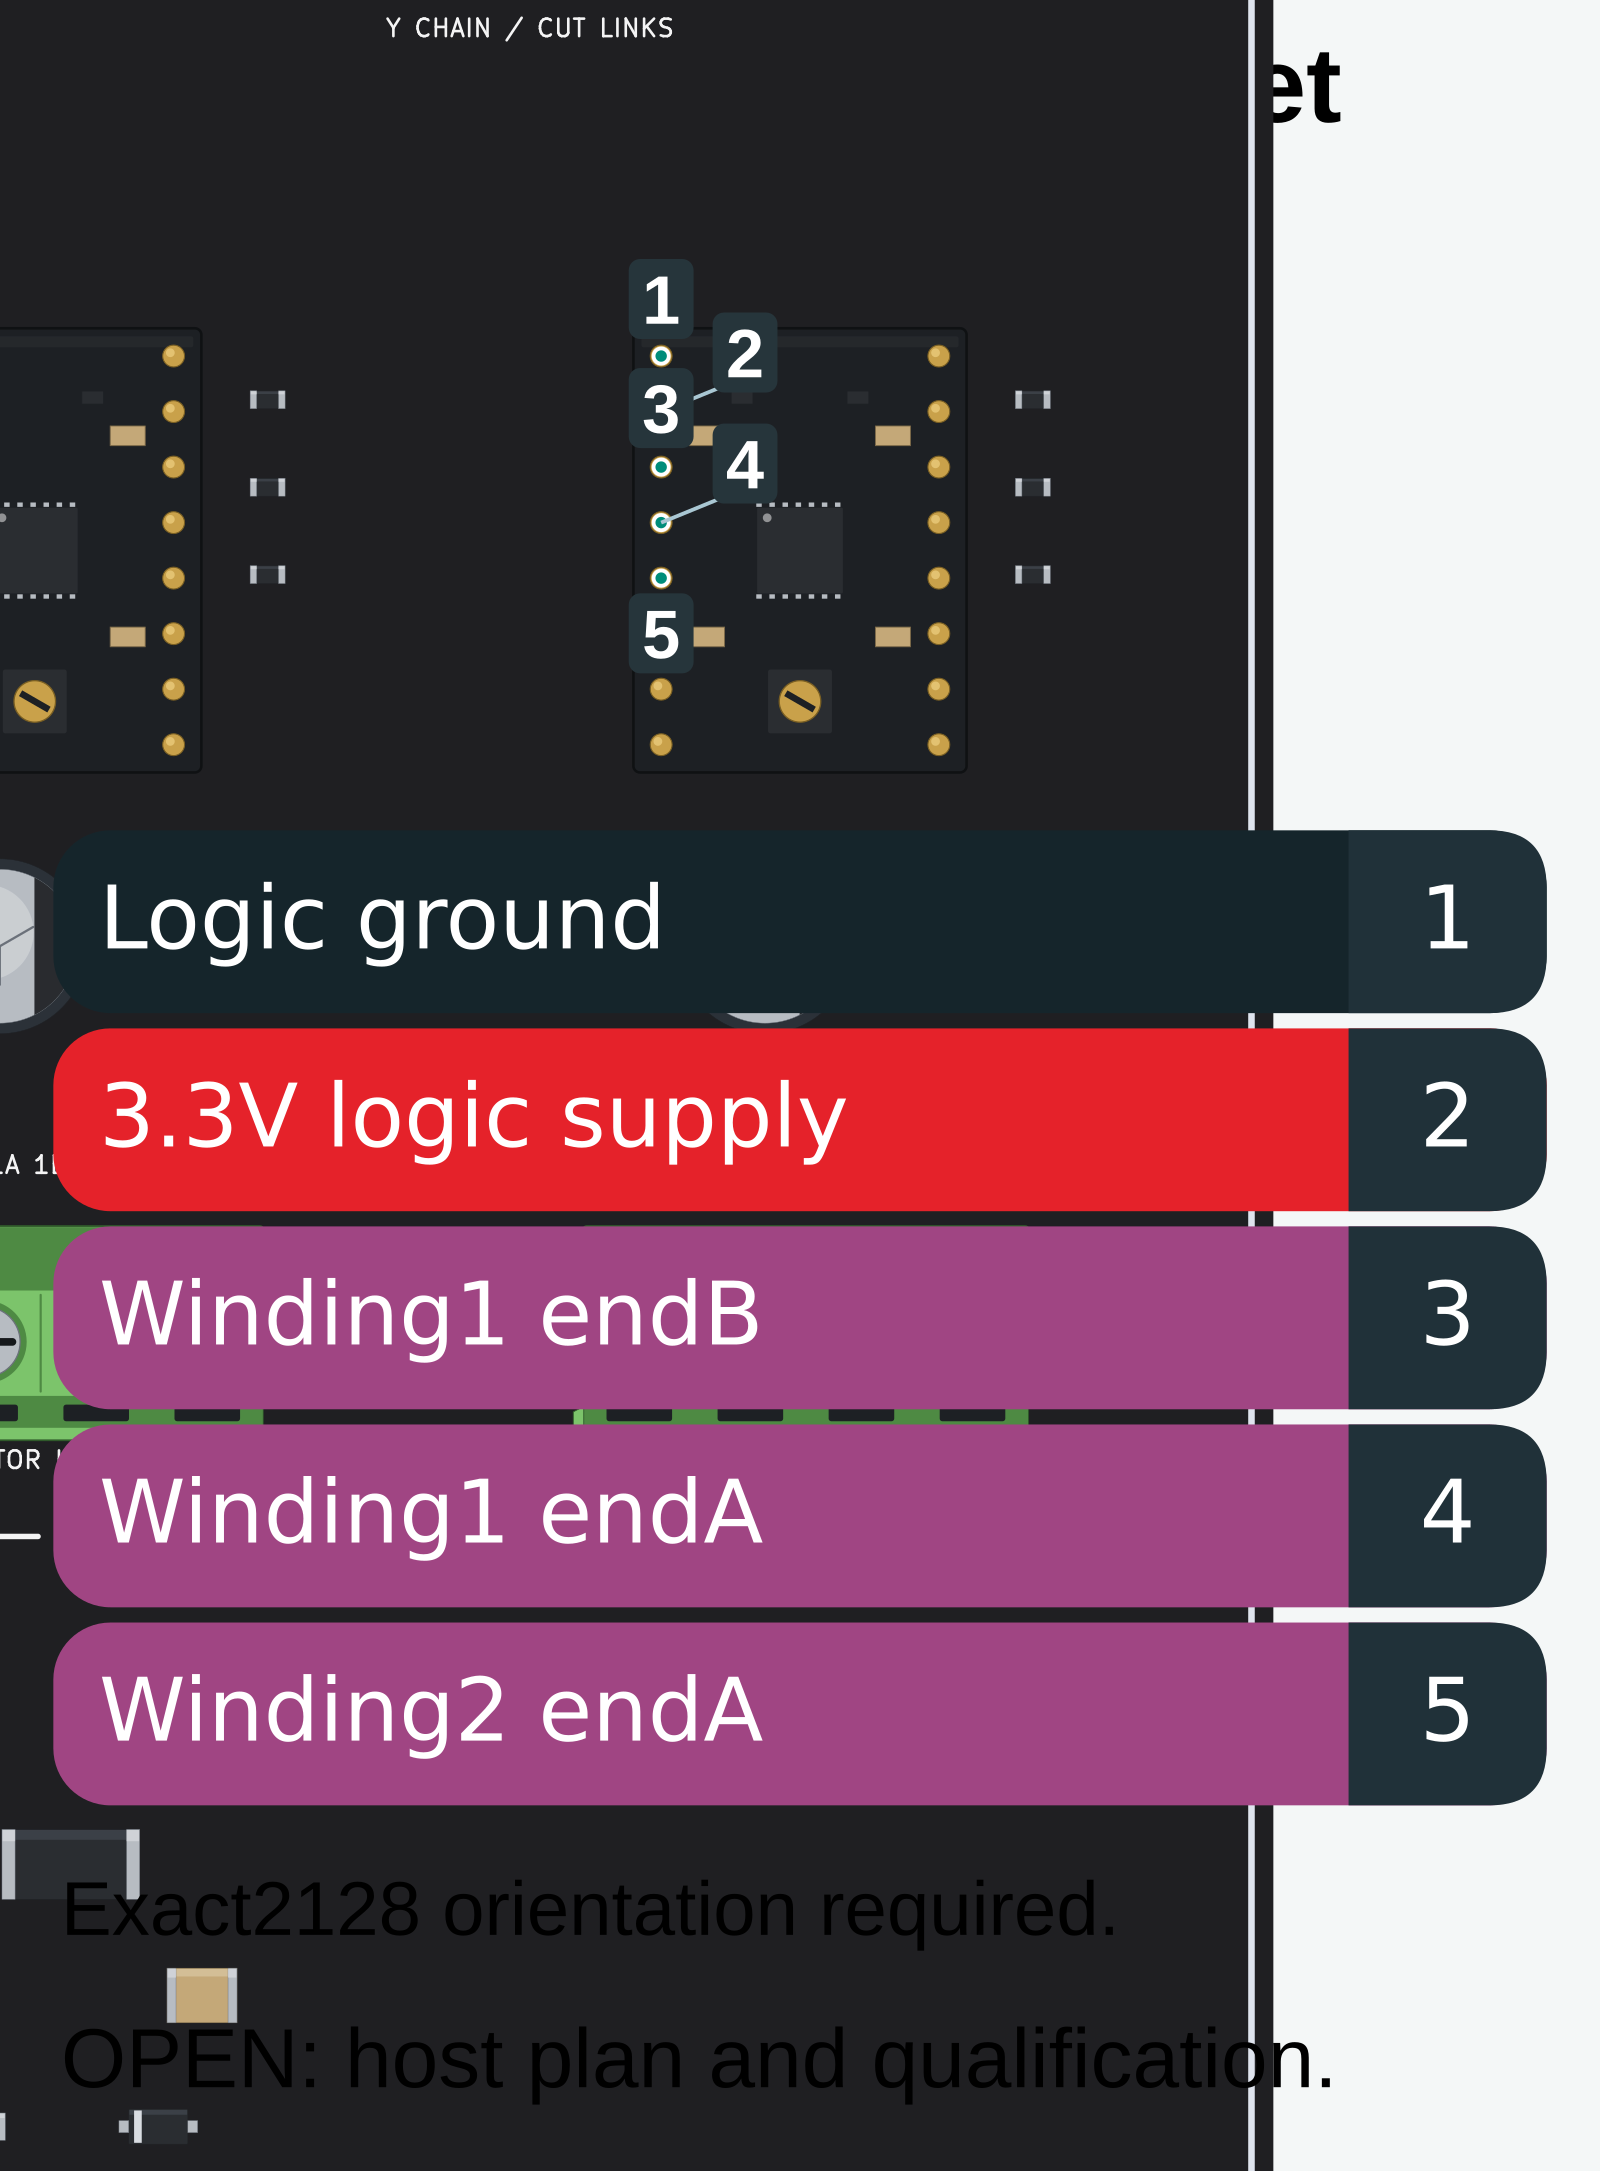 Y CHAIN / CUT LINKS
et
1
2
3
4
5
Logic ground 1
3.3V logic supply 2
Winding1 endB 3
Winding1 endA 4
Winding2 endA 5
Exact2128 orientation required.
OPEN: host plan and qualification.